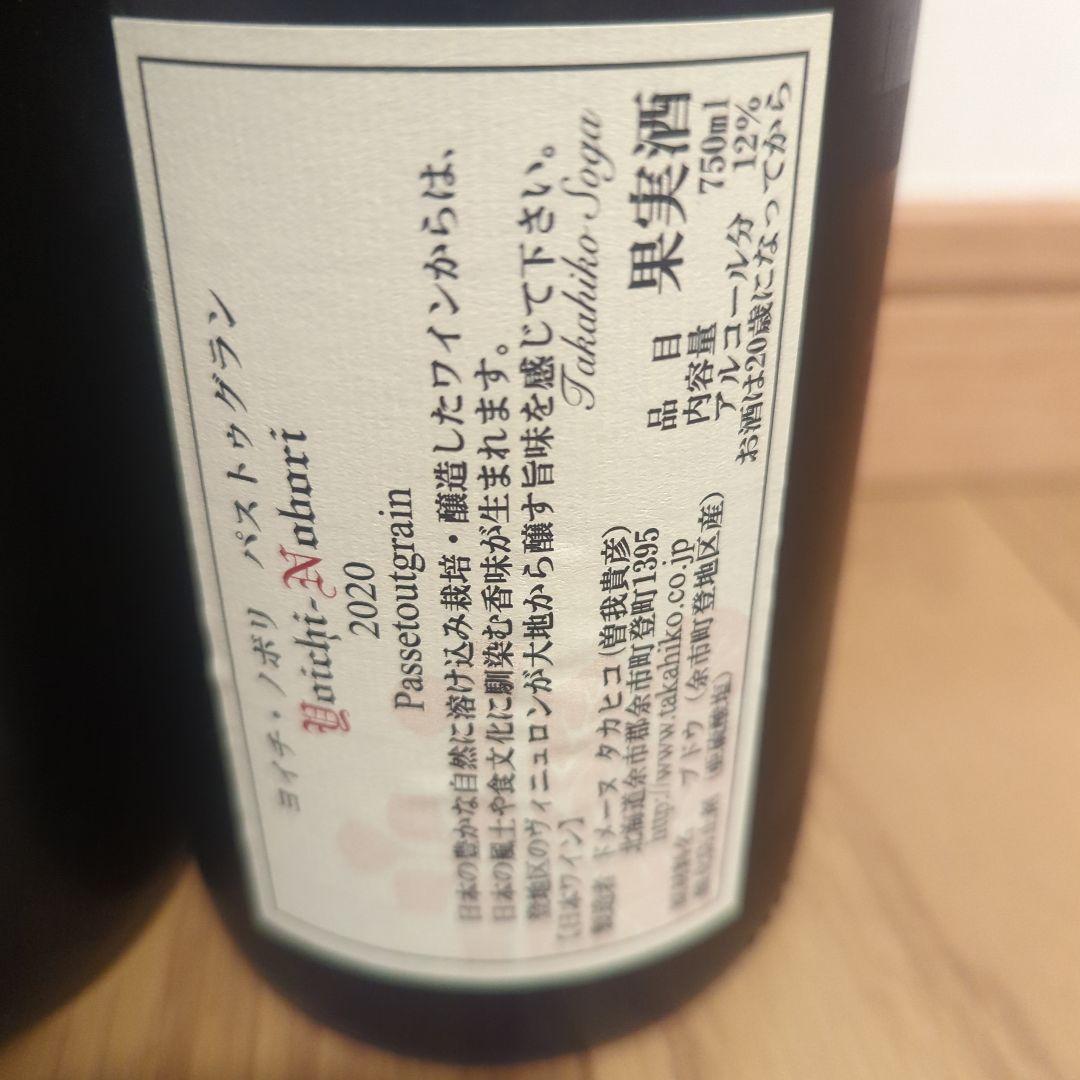 ヨイチ・ノボリ　パストゥグラン
Yoichi-Nobori
2020
Passetoutgrain
日本の豊かな自然に溶け込み栽培・醸造したワインからは、
日本の風土や食文化に馴染む香味が生まれます。
登地区のヴィニュロンが大地から醸す旨味を感じて下さい。
Takahiko Soga
【日本ワイン】
製造者 ドメーヌ タカヒコ(曽我貴彦)
北海道余市郡余市町登町1395
http://www.takahiko.co.jp
ブドウ（余市町登地区産）
品目 果実酒
内容量 750ml
アルコール分 12%
お酒は20歳になってから